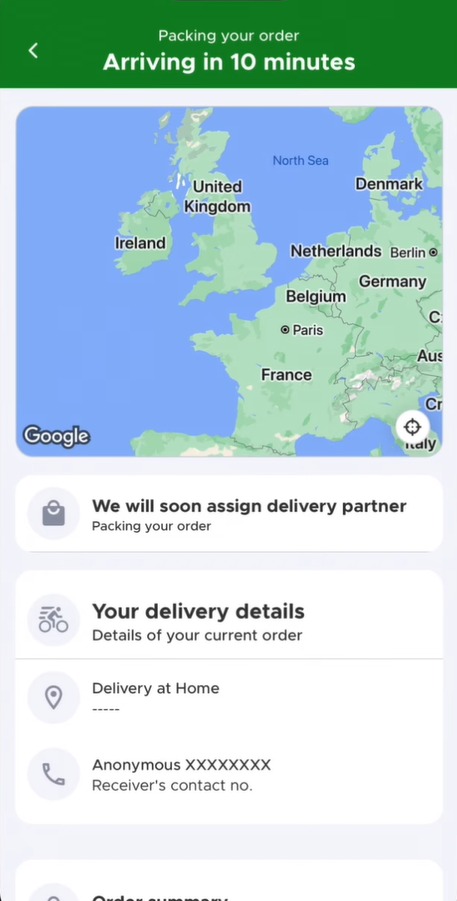 Packing your order
Arriving in 10 minutes
North Sea
United
Kingdom
Denmark
Ireland
Netherlands
Berlin
Germany
Belgium
Paris
C
Aus
France
Cr
Italy
Google
We will soon assign delivery partner
Packing your order
Your delivery details
Details of your current order
Delivery at Home
-----
Anonymous XXXXXXXX
Receiver's contact no.
Order summary